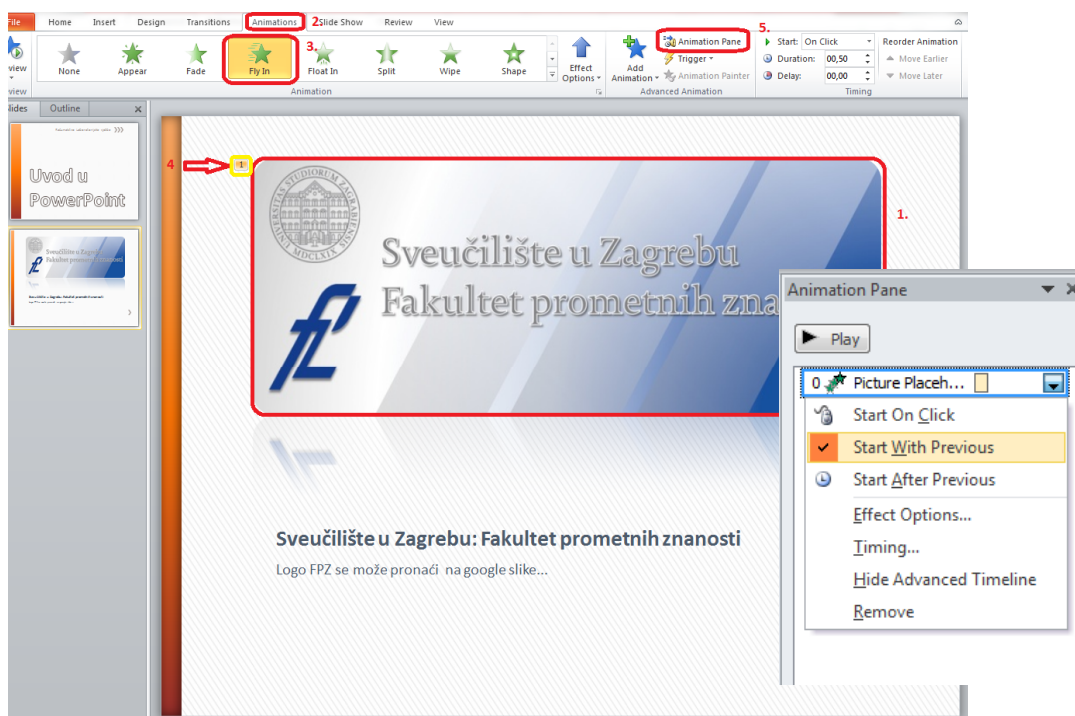 File Home Insert Design Transitions Animations 2. Slide Show Review View
5.
3.
None Appear Fade Fly In Float In Split Wipe Shape
Effect Options
Add Animation
Animation Pane
Trigger
Animation Painter
Start: On Click
Duration: 00,50
Delay: 00,00
Reorder Animation
Move Earlier
Move Later
Animation Advanced Animation Timing
Slides Outline
Uvod u
PowerPoint
4
1
1.
Sveučilište u Zagrebu
Fakultet prometnih zna
Sveučilište u Zagrebu: Fakultet prometnih znanosti
Logo FPZ se može pronaći na google slike...
Animation Pane
Play
0 Picture Placeh...
Start On Click
Start With Previous
Start After Previous
Effect Options...
Timing...
Hide Advanced Timeline
Remove